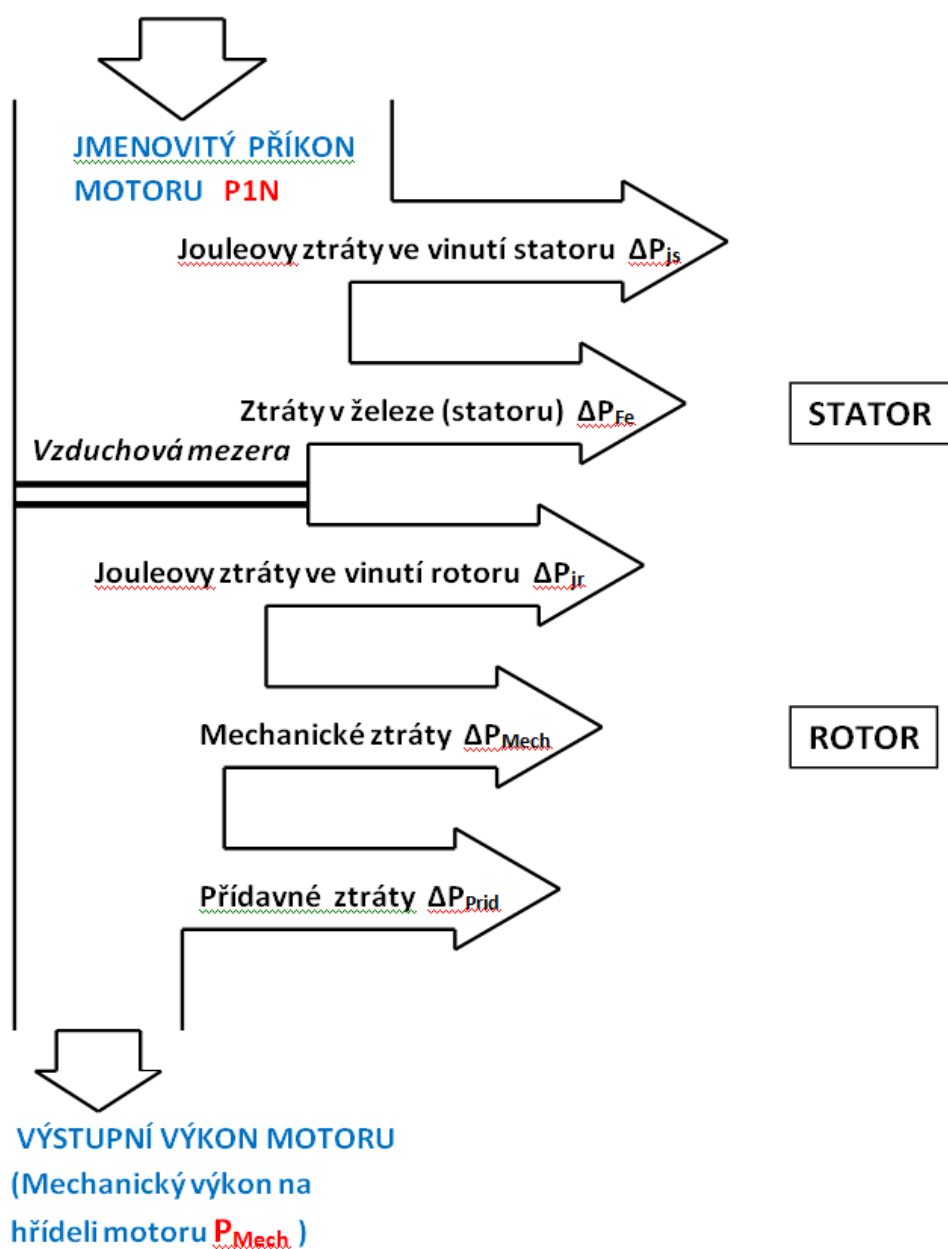 JMENOVITÝ PŘÍKON
MOTORU P1N
Jouleovy ztráty ve vinutí statoru ΔPjs
Ztráty v železe (statoru) ΔPFe
STATOR
Vzduchová mezera
Jouleovy ztráty ve vinutí rotoru ΔPjr
Mechanické ztráty ΔPMech
ROTOR
Přídavné ztráty ΔPPrid
VÝSTUPNÍ VÝKON MOTORU
(Mechanický výkon na
hřídeli motoru PMech )